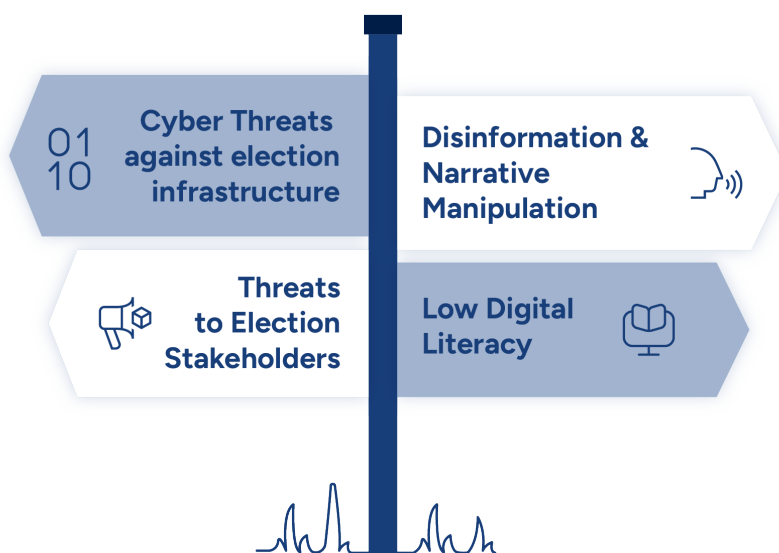 01
10
Cyber Threats
against election
infrastructure
Disinformation &
Narrative
Manipulation
Threats
to Election
Stakeholders
Low Digital
Literacy